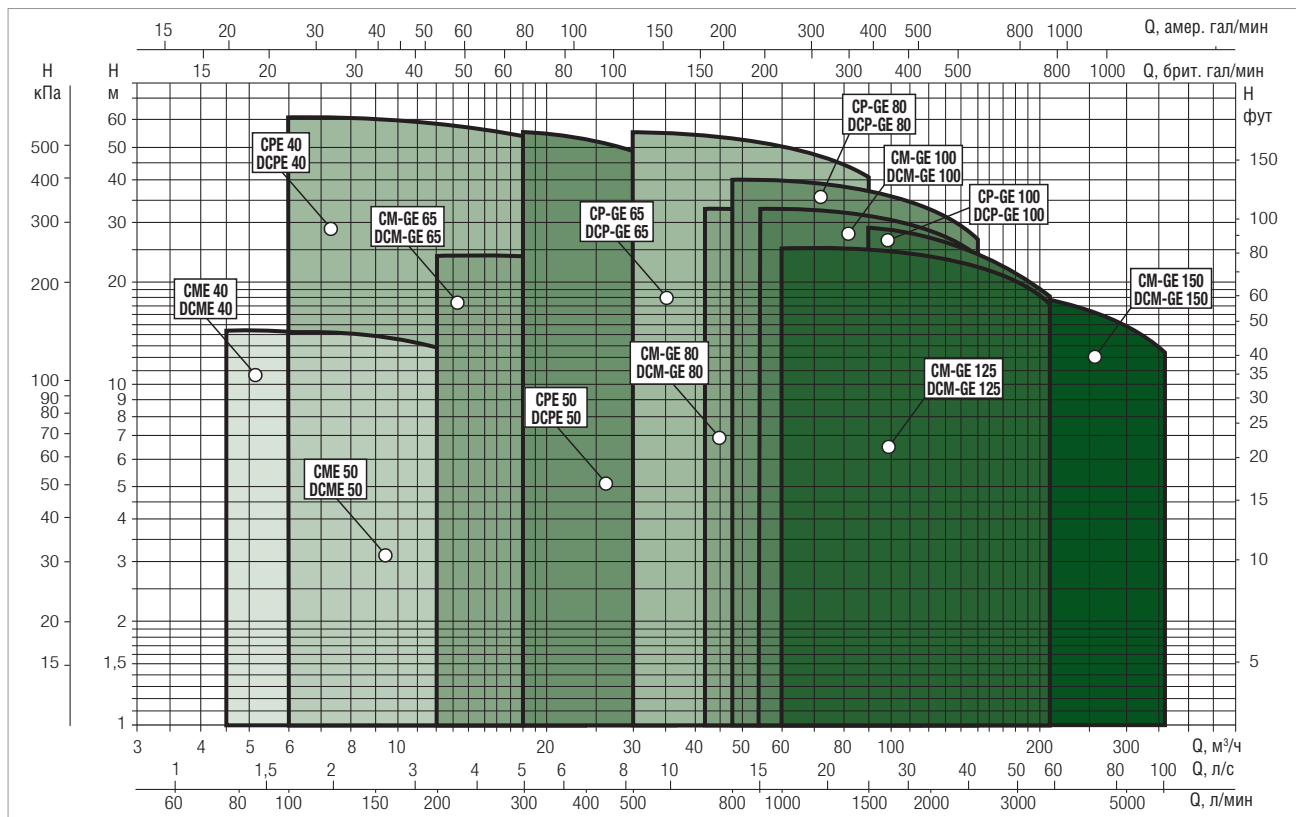 15 20 30 40 50 100 150 200 300 400 500 800 1000 Q, амер. гал/мин
15 20 30 40 50 60 70 80 100 150 200 300 400 500 800 1000 Q, брит. гал/мин
H
кПа
H
м
H
фут
500
400
300
200
100
90
80
70
60
50
40
30
20
15
60
50
40
30
20
10
9
8
7
6
5
4
3
2
1,5
1
150
100
80
60
50
40
35
30
25
20
15
10
5
CPE 40
DCPE 40
CM-GE 65
DCM-GE 65
CME 40
DCME 40
CME 50
DCME 50
CPE 50
DCPE 50
CP-GE 65
DCP-GE 65
CM-GE 80
DCM-GE 80
CP-GE 80
DCP-GE 80
CM-GE 100
DCM-GE 100
CP-GE 100
DCP-GE 100
CM-GE 125
DCM-GE 125
CM-GE 150
DCM-GE 150
3 4 5 6 8 10 20 30 40 50 60 80 100 200 300 Q, м³/ч
1 1,5 2 3 4 5 6 8 10 15 20 30 40 50 60 80 100 Q, л/с
60 80 100 150 200 300 400 500 800 1000 1500 2000 3000 5000 Q, л/мин